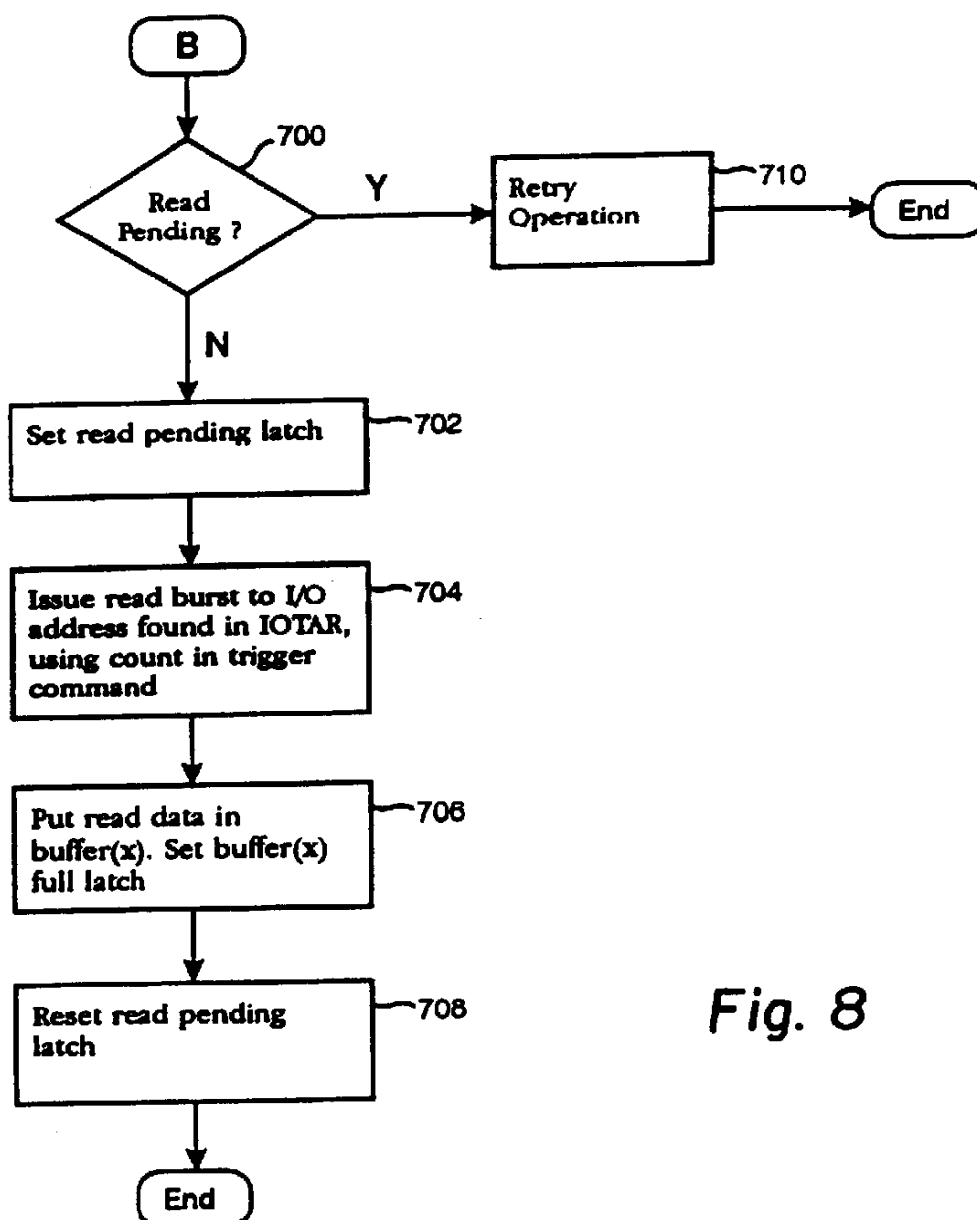 B
700
Read
Pending ?
Y
710
Retry
Operation
End
N
702
Set read pending latch
704
Issue read burst to I/O
address found in IOTAR,
using count in trigger
command
706
Put read data in
buffer(x). Set buffer(x)
full latch
708
Reset read pending
latch
End
Fig. 8